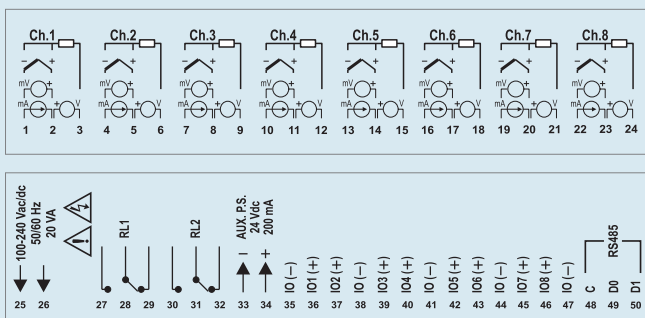 Ch.1 Ch.2 Ch.3 Ch.4 Ch.5 Ch.6 Ch.7 Ch.8
− + − + − + − + − + − + − + − +
mV mV mV mV mV mV mV mV
mA + V mA + V mA + V mA + V mA + V mA + V mA + V mA + V
1 2 3 4 5 6 7 8 9 10 11 12 13 14 15 16 17 18 19 20 21 22 23 24
100-240 Vac/dc
50/60 Hz
20 VA
RL1
RL2
AUX. P.S.
24 Vdc
200 mA
− +
IO (−)
IO1 (+)
IO2 (+)
IO (−)
IO3 (+)
IO4 (+)
IO (−)
IO5 (+)
IO6 (+)
IO (−)
IO7 (+)
IO8 (+)
IO (−)
RS485
C
D0
D1
25 26 27 28 29 30 31 32 33 34 35 36 37 38 39 40 41 42 43 44 45 46 47 48 49 50